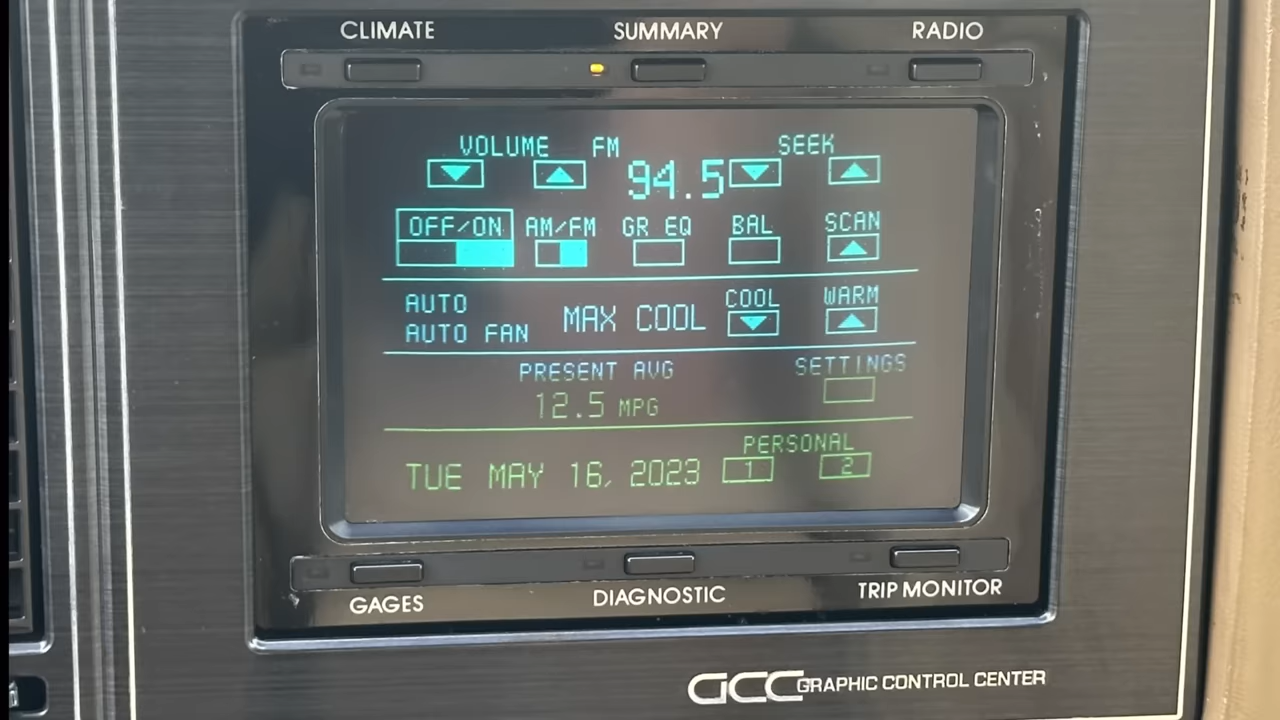 CLIMATE SUMMARY RADIO
VOLUME FM 94.5 SEEK
OFF/ON AM/FM GR EQ BAL SCAN
AUTO
AUTO FAN
MAX COOL
COOL WARM
PRESENT AVG
12.5 MPG
SETTINGS
PERSONAL
TUE MAY 16, 2023 1 2
GAGES DIAGNOSTIC TRIP MONITOR
GCC GRAPHIC CONTROL CENTER